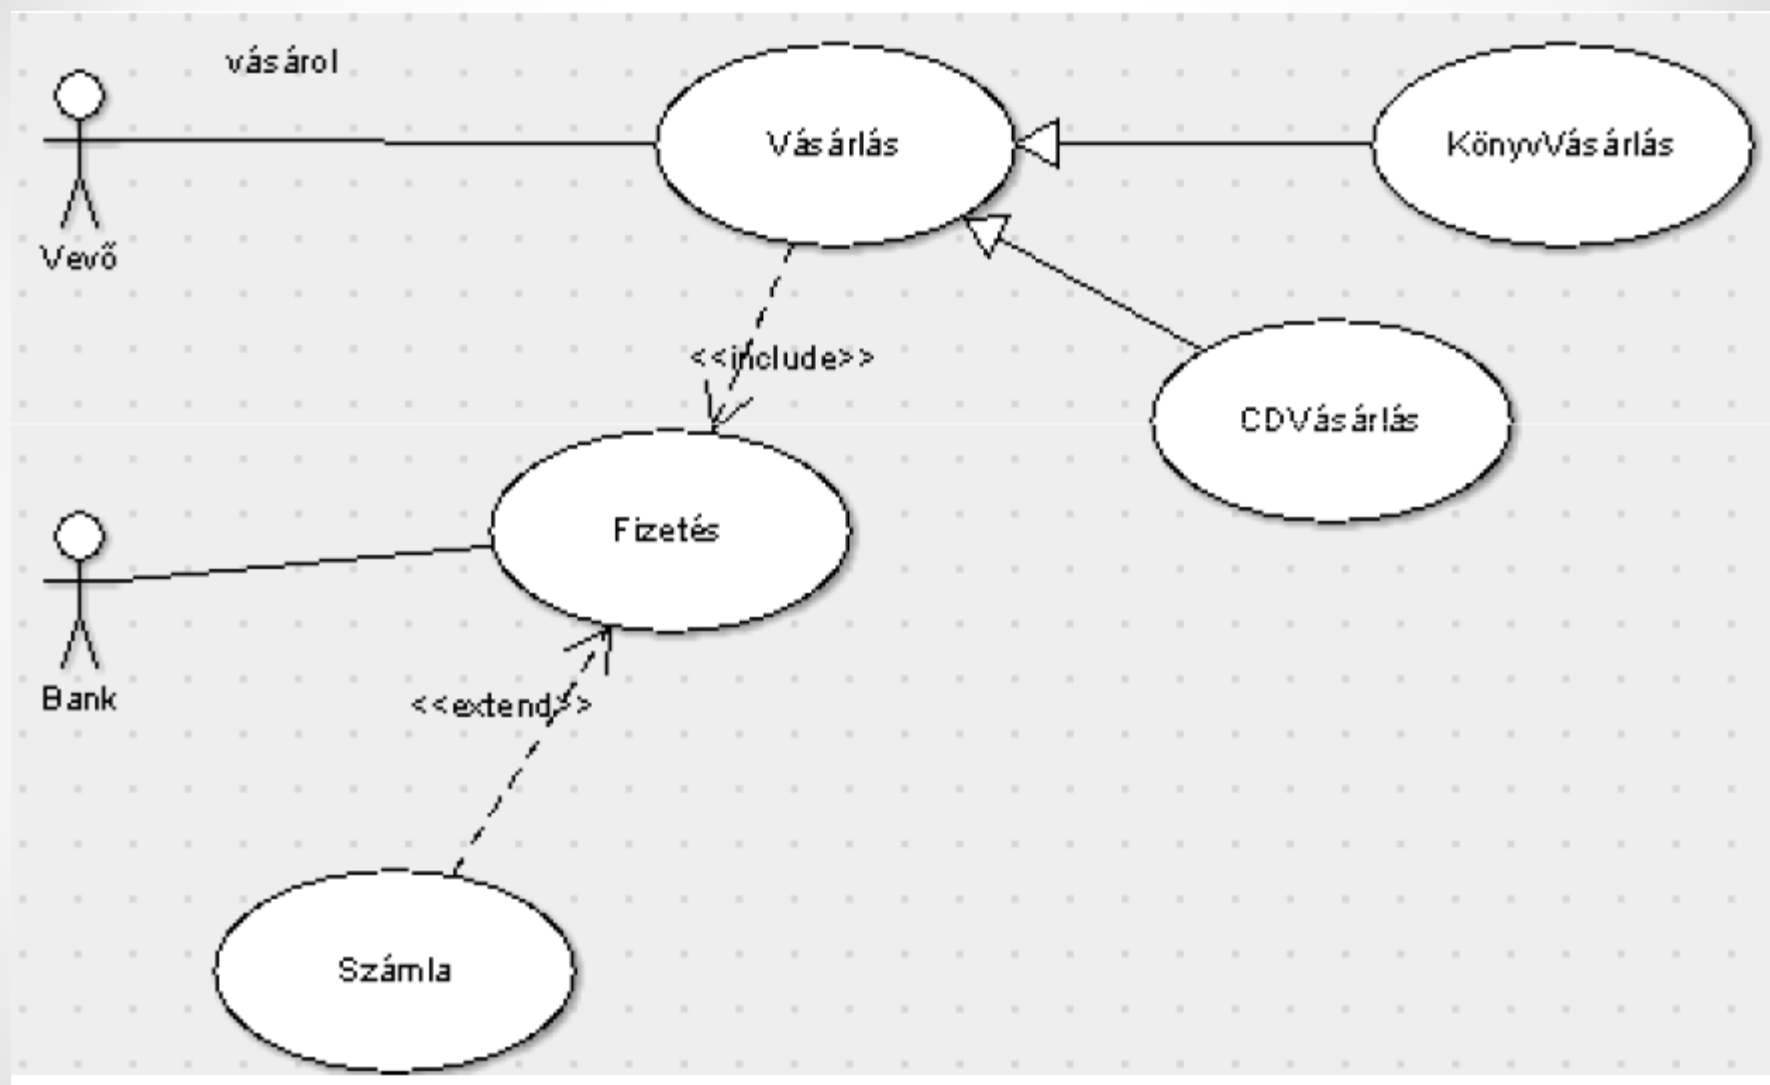 vásárol
Vásárlás
KönyvVásárlás
Vevő
<<include>>
CDVásárlás
Fizetés
Bank
<<extend>>
Számla